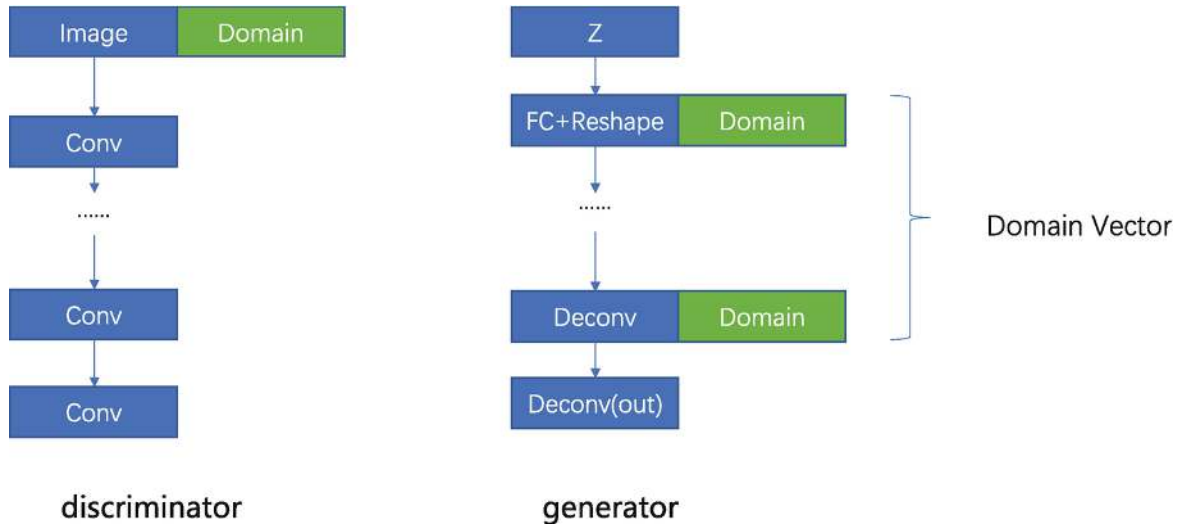 Image Domain
Conv
......
Conv
Conv
discriminator
Z
FC+Reshape Domain
......
Deconv Domain
Deconv(out)
generator
Domain Vector